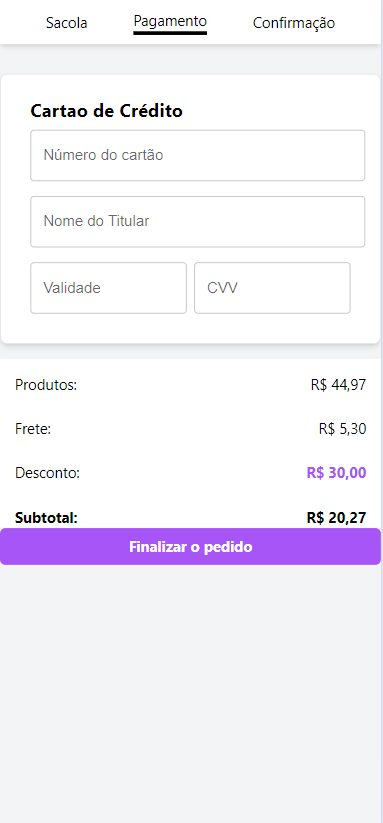 Sacola Pagamento Confirmação
Cartao de Crédito
Número do cartão
Nome do Titular
Validade CVV
Produtos: R$ 44,97
Frete: R$ 5,30
Desconto: R$ 30,00
Subtotal: R$ 20,27
Finalizar o pedido